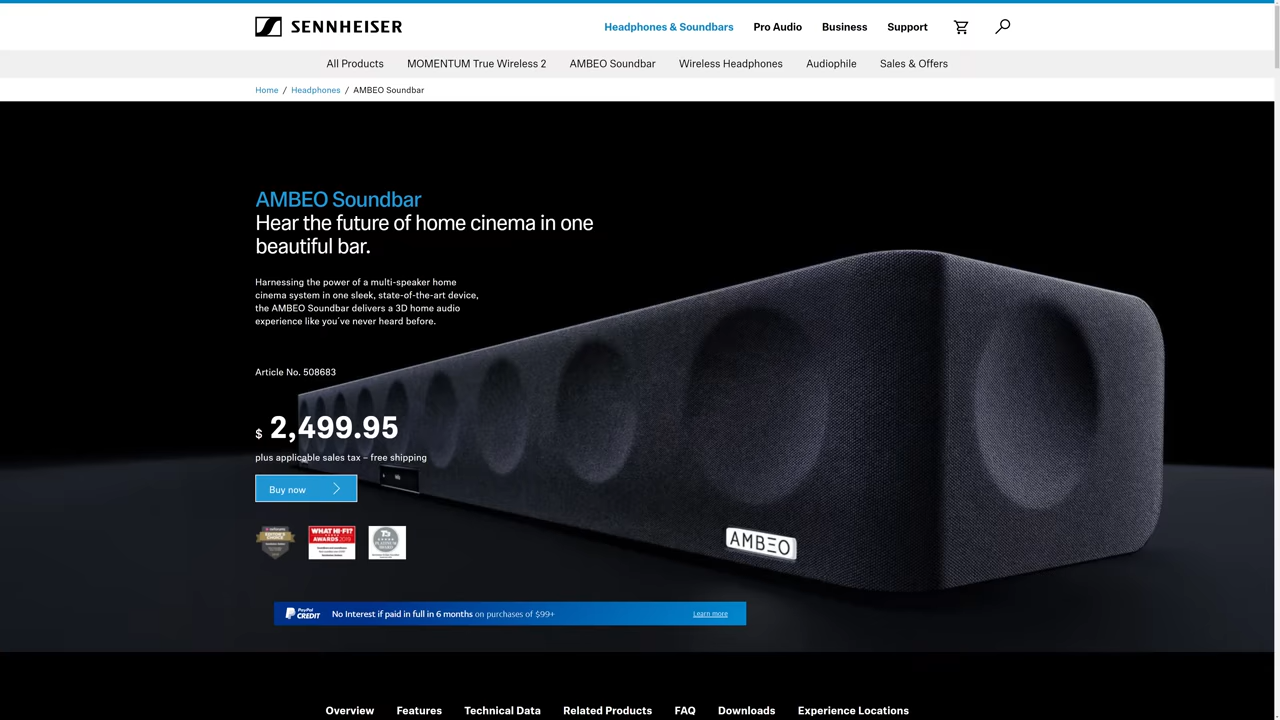 SENNHEISER
Headphones & Soundbars
Pro Audio
Business
Support
All Products
MOMENTUM True Wireless 2
AMBEO Soundbar
Wireless Headphones
Audiophile
Sales & Offers
Home / Headphones / AMBEO Soundbar
AMBEO Soundbar
Hear the future of home cinema in one
beautiful bar.
Harnessing the power of a multi-speaker home
cinema system in one sleek, state-of-the-art device,
the AMBEO Soundbar delivers a 3D home audio
experience like you've never heard before.
Article No. 508683
$ 2,499.95
plus applicable sales tax – free shipping
Buy now
WHAT HI-FI?
AWARDS 2019
AMBEO
PayPal
CREDIT
No Interest if paid in full in 6 months on purchases of $99+
Learn more
Overview
Features
Technical Data
Related Products
FAQ
Downloads
Experience Locations